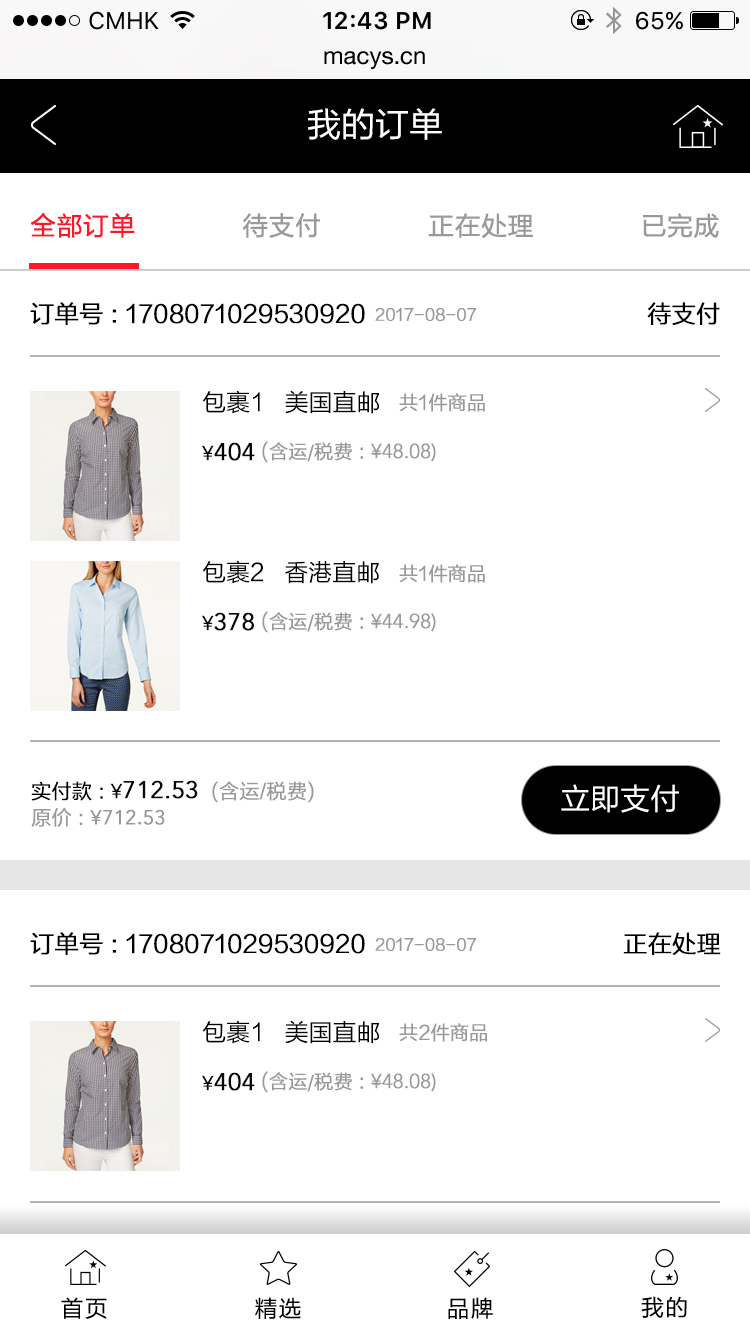 CMHK 12:43 PM 65%
macys.cn
我的订单
全部订单 待支付 正在处理 已完成
订单号 : 1708071029530920 2017-08-07 待支付
包裹1 美国直邮 共1件商品
¥404 (含运/税费 : ¥48.08)
包裹2 香港直邮 共1件商品
¥378 (含运/税费 : ¥44.98)
实付款 : ¥712.53 (含运/税费)
原价 : ¥712.53
立即支付
订单号 : 1708071029530920 2017-08-07 正在处理
包裹1 美国直邮 共2件商品
¥404 (含运/税费 : ¥48.08)
首页 精选 品牌 我的